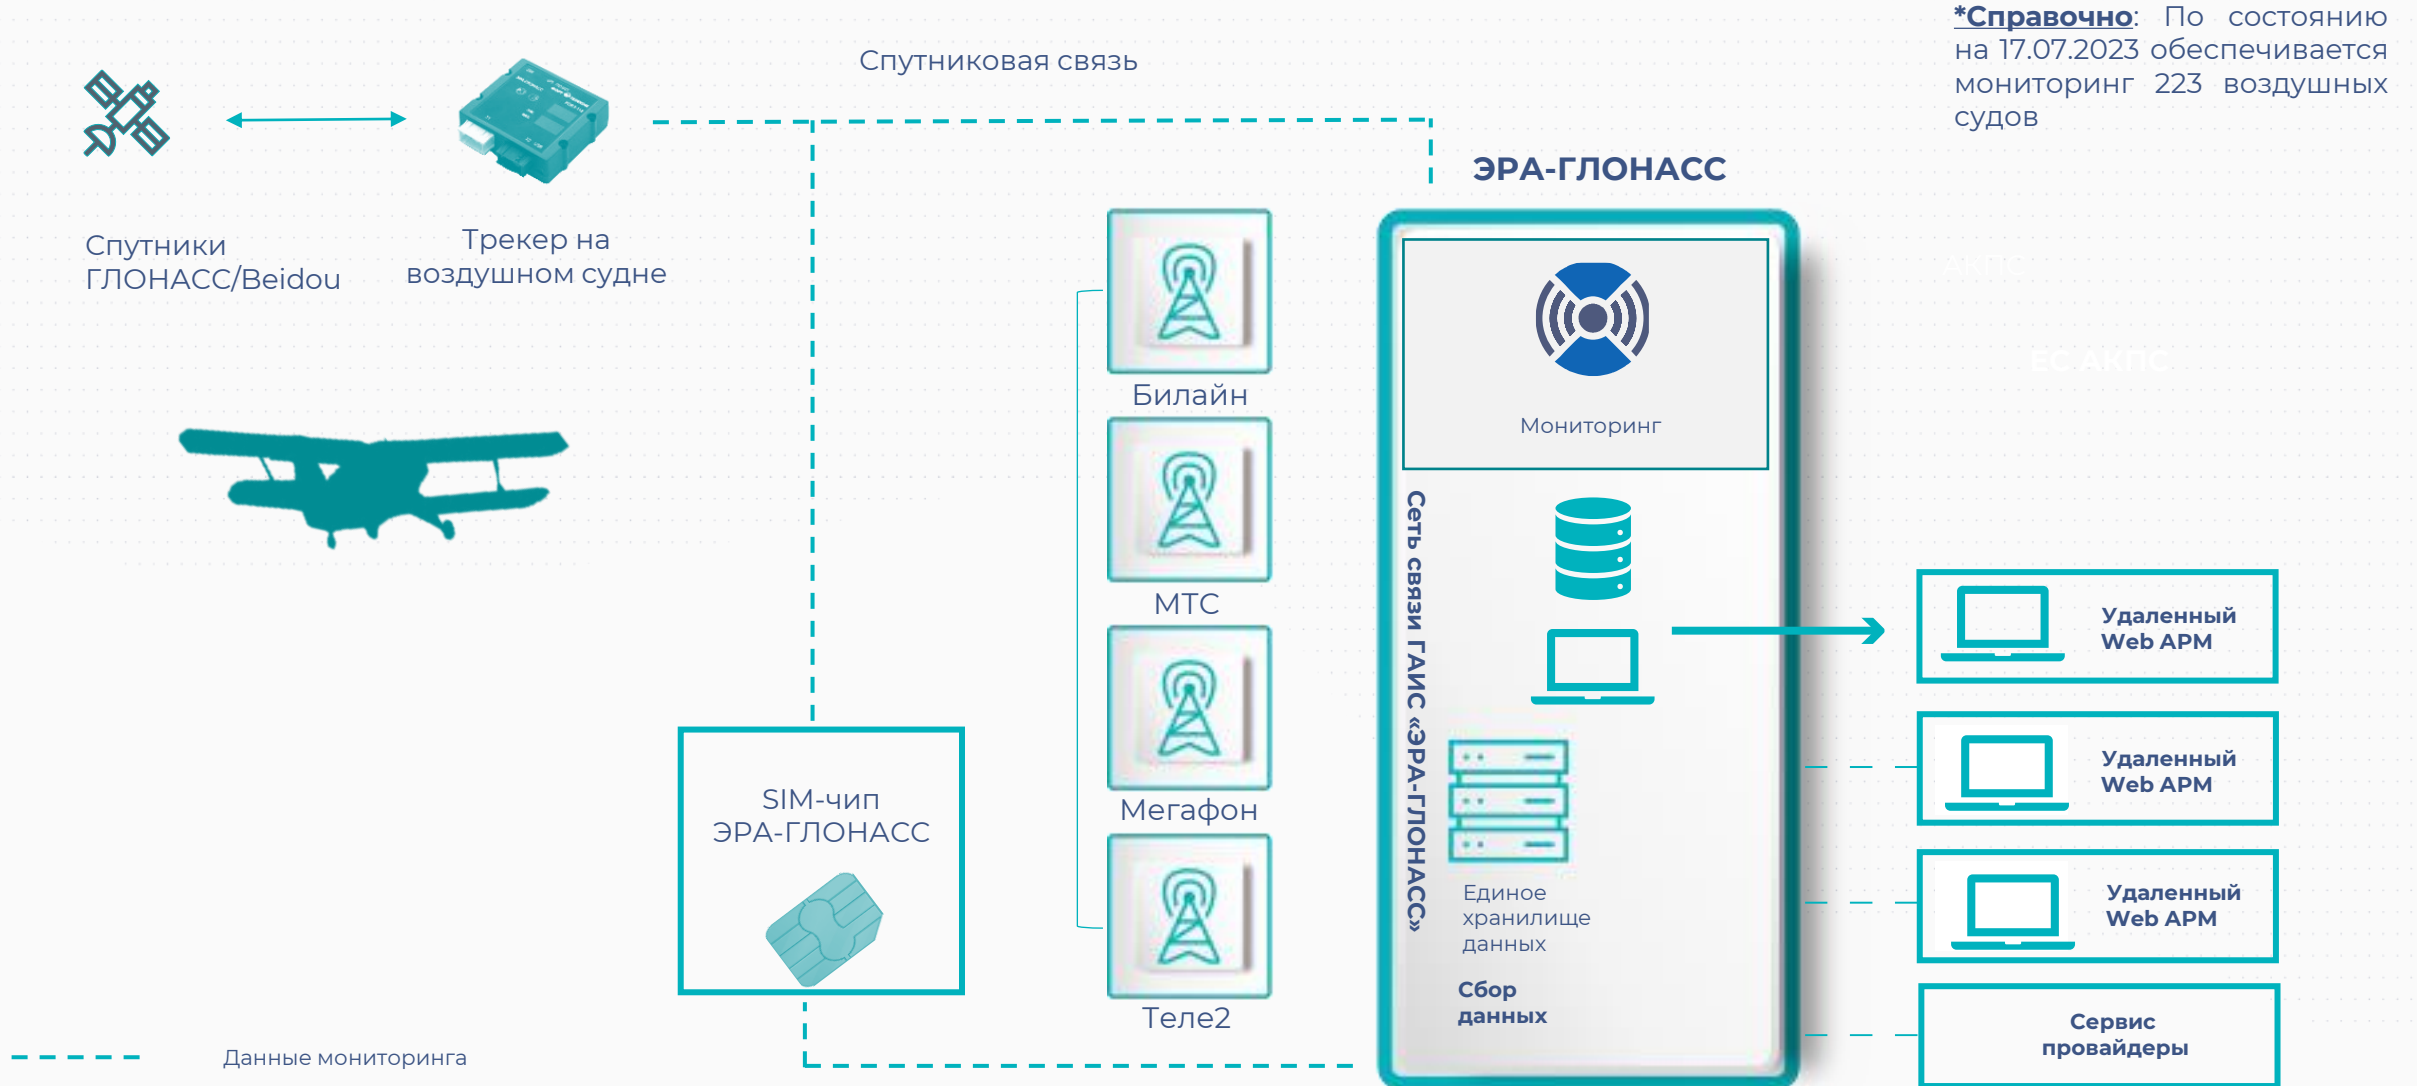 *Справочно: По состоянию
на 17.07.2023 обеспечивается
мониторинг 223 воздушных
судов
Спутниковая связь
ЭРА-ГЛОНАСС
Спутники
ГЛОНАСС/Beidou
Трекер на
воздушном судне
Билайн
МТС
Мегафон
Теле2
Мониторинг
Сеть связи ГАИС «ЭРА-ГЛОНАСС»
Единое
хранилище
данных
Сбор
данных
ЕС АКПС
Удаленный
Web АРМ
Удаленный
Web АРМ
Удаленный
Web АРМ
Сервис
провайдеры
SIM-чип
ЭРА-ГЛОНАСС
Данные мониторинга